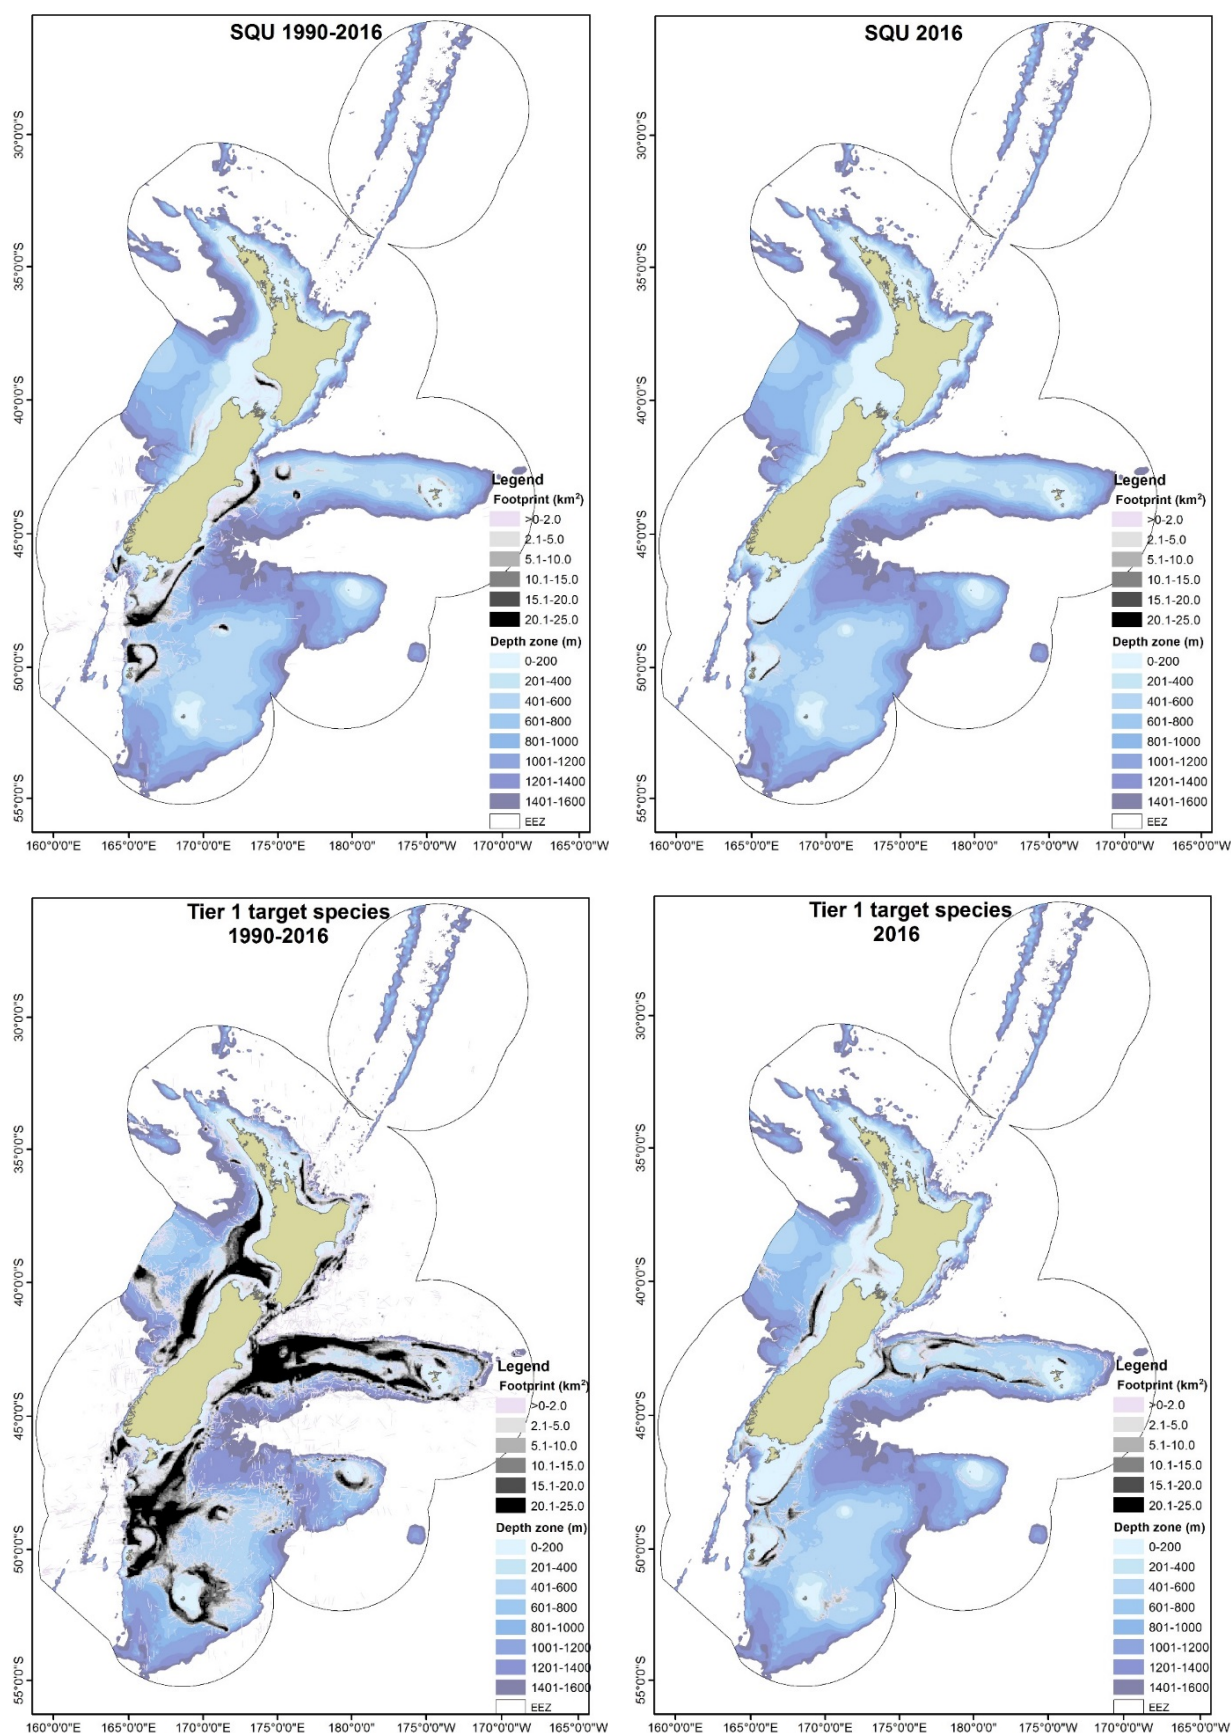 SQU 1990-2016
30°0'0"S
35°0'0"S
40°0'0"S
45°0'0"S
50°0'0"S
55°0'0"S
Legend
Footprint (km²)
>0-2.0
2.1-5.0
5.1-10.0
10.1-15.0
15.1-20.0
20.1-25.0
Depth zone (m)
0-200
201-400
401-600
601-800
801-1000
1001-1200
1201-1400
1401-1600
EEZ
160°0'0"E 165°0'0"E 170°0'0"E 175°0'0"E 180°0'0" 170°0'0"W 165°0'0"W
SQU 2016
30°0'0"S
35°0'0"S
40°0'0"S
45°0'0"S
50°0'0"S
55°0'0"S
Legend
Footprint (km²)
>0-2.0
2.1-5.0
5.1-10.0
10.1-15.0
15.1-20.0
20.1-25.0
Depth zone (m)
0-200
201-400
401-600
601-800
801-1000
1001-1200
1201-1400
1401-1600
EEZ
160°0'0"E 165°0'0"E 170°0'0"E 175°0'0"E 180°0'0" 175°0'0"W 170°0'0"W 165°0'0"W
Tier 1 target species
1990-2016
30°0'0"S
35°0'0"S
40°0'0"S
45°0'0"S
50°0'0"S
55°0'0"S
Legend
Footprint (km²)
>0-2.0
2.1-5.0
5.1-10.0
10.1-15.0
15.1-20.0
20.1-25.0
Depth zone (m)
0-200
201-400
401-600
601-800
801-1000
1001-1200
1201-1400
1401-1600
EEZ
160°0'0"E 165°0'0"E 170°0'0"E 175°0'0"E 180°0'0" 175°0'0"W 170°0'0"W 165°0'0"W
Tier 1 target species
2016
30°0'0"S
35°0'0"S
40°0'0"S
45°0'0"S
50°0'0"S
55°0'0"S
Legend
Footprint (km²)
>0-2.0
2.1-5.0
5.1-10.0
10.1-15.0
15.1-20.0
20.1-25.0
Depth zone (m)
0-200
201-400
401-600
601-800
801-1000
1001-1200
1201-1400
1401-1600
EEZ
160°0'0"E 165°0'0"E 170°0'0"E 175°0'0"E 180°0'0" 175°0'0"W 170°0'0"W 165°0'0"W